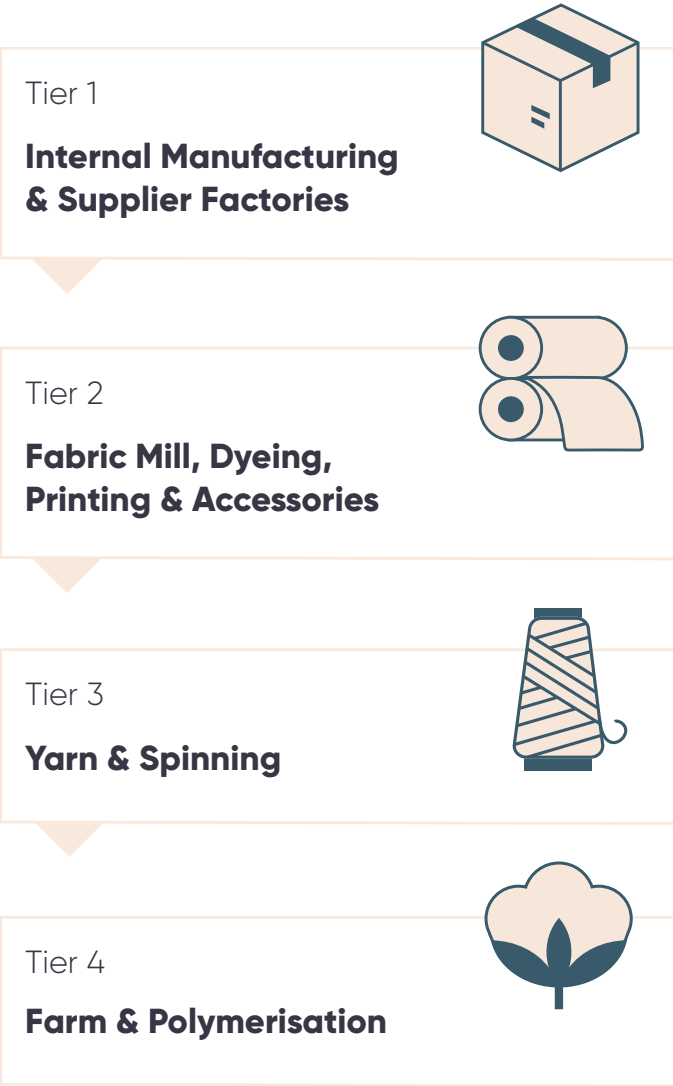 Tier 1
Internal Manufacturing
& Supplier Factories
Tier 2
Fabric Mill, Dyeing,
Printing & Accessories
Tier 3
Yarn & Spinning
Tier 4
Farm & Polymerisation